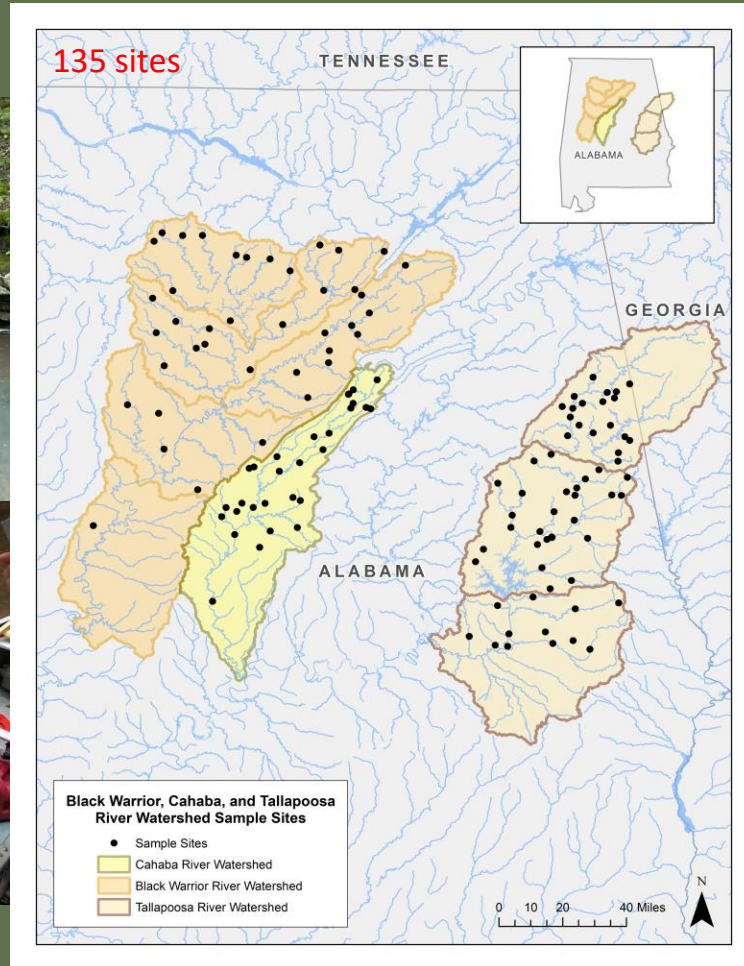 135 sites
TENNESSEE
ALABAMA
GEORGIA
ALABAMA
Black Warrior, Cahaba, and Tallapoosa
River Watershed Sample Sites
Sample Sites
Cahaba River Watershed
Black Warrior River Watershed
Tallapoosa River Watershed
0 10 20 40 Miles
N